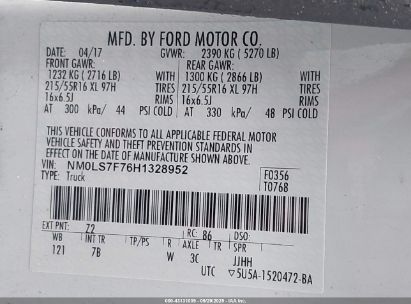 MFD. BY FORD MOTOR CO.
DATE: 04/17 GVWR: 2390 KG ( 5270 LB)
FRONT GAWR: REAR GAWR:
1232 KG ( 2716 LB) WITH 1300 KG ( 2866 LB) WITH
215/55R16 XL 97H TIRES 215/55R16 XL 97H TIRES
16x6.5J RIMS 16x6.5J RIMS
AT 300 kPa/ 44 PSI COLD AT 330 kPa/ 48 PSI COLD
THIS VEHICLE CONFORMS TO ALL APPLICABLE FEDERAL MOTOR
VEHICLE SAFETY AND THEFT PREVENTION STANDARDS IN
EFFECT ON THE DATE OF MANUFACTURE SHOWN ABOVE.
VIN: NM0LS7F76H1328952 F0356
TYPE: Truck T0768
EXT PNT: Z2 RC: 86 DSO:
WB INT TR TP/PS R AXLE TR SPR
121 7B W 3C JJHH
UTC 5U5A-1520472-BA